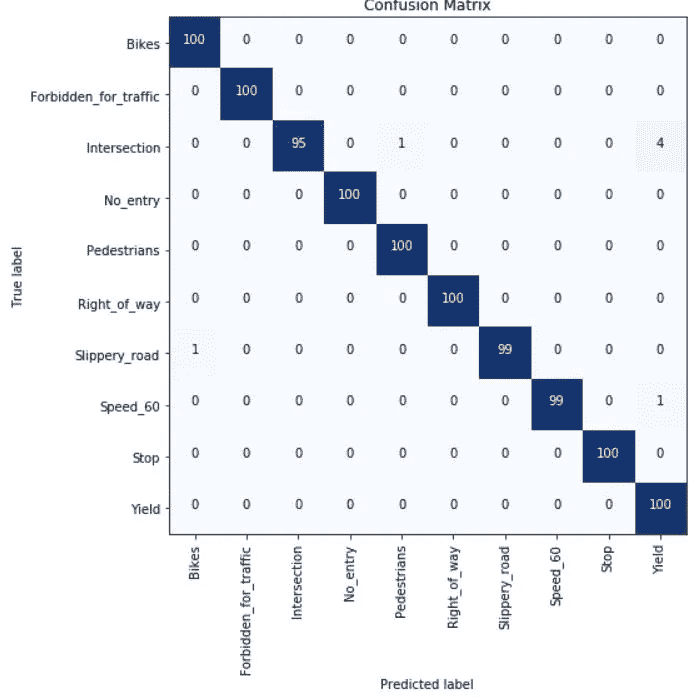 Confusion Matrix
Bikes 100 0 0 0 0 0 0 0 0 0
Forbidden_for_traffic 0 100 0 0 0 0 0 0 0 0
Intersection 0 0 95 0 1 0 0 0 0 4
No_entry 0 0 0 100 0 0 0 0 0 0
Pedestrians 0 0 0 0 100 0 0 0 0 0
Right_of_way 0 0 0 0 0 100 0 0 0 0
Slippery_road 1 0 0 0 0 0 99 0 0 0
Speed_60 0 0 0 0 0 0 0 99 0 1
Stop 0 0 0 0 0 0 0 0 100 0
Yield 0 0 0 0 0 0 0 0 0 100
True label
Bikes
Forbidden_for_traffic
Intersection
No_entry
Pedestrians
Right_of_way
Slippery_road
Speed_60
Stop
Yield
Predicted label